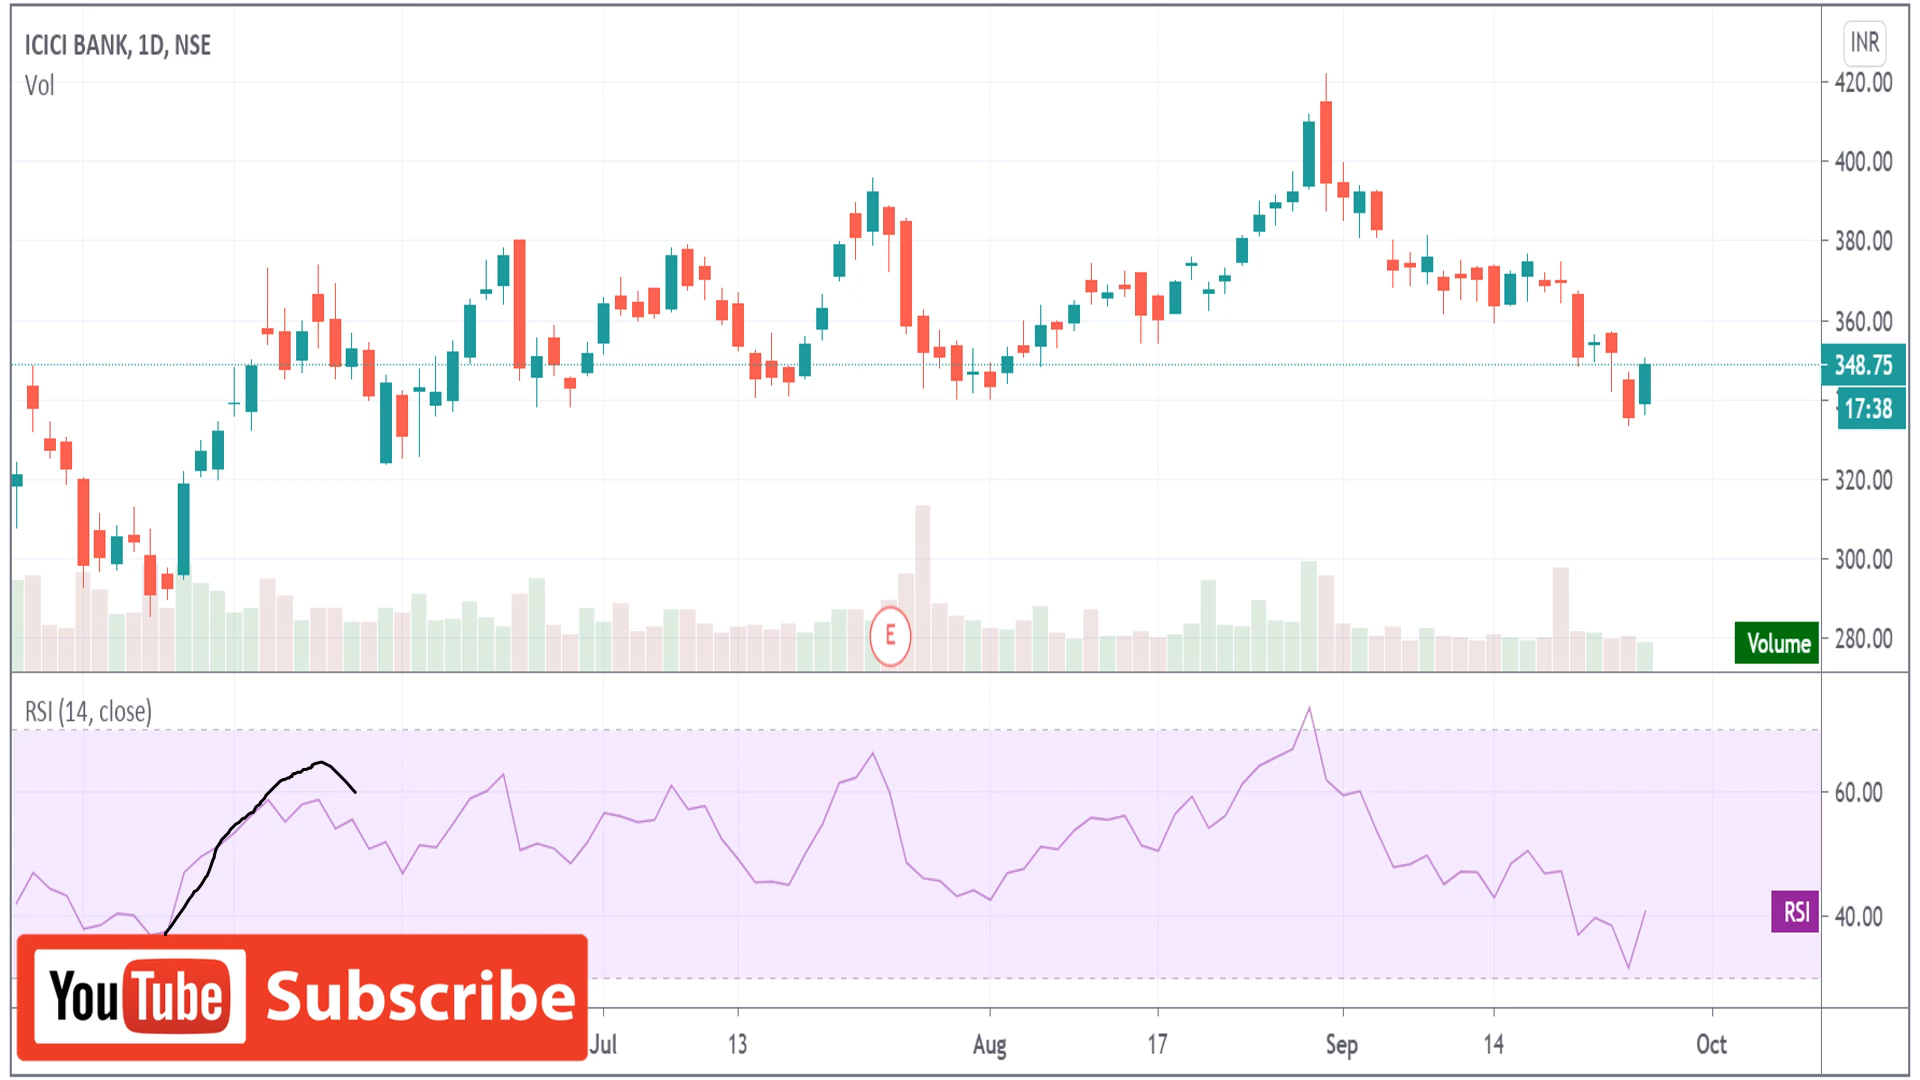 ICICI BANK, 1D, NSE
INR
Vol
420.00
400.00
380.00
360.00
348.75
17:38
320.00
300.00
E
280.00
Volume
RSI (14, close)
60.00
RSI
40.00
YouTube Subscribe
Jul 13 Aug 17 Sep 14 Oct